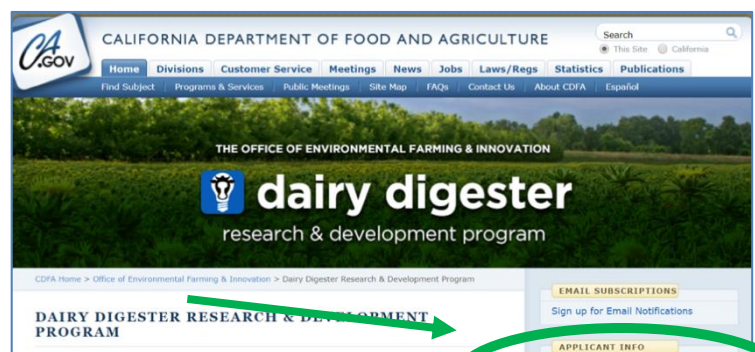 CA.GOV
CALIFORNIA DEPARTMENT OF FOOD AND AGRICULTURE
Search
This Site California
Home Divisions Customer Service Meetings News Jobs Laws/Regs Statistics Publications
Find Subject Programs & Services Public Meetings Site Map FAQs Contact Us About CDFA Español
THE OFFICE OF ENVIRONMENTAL FARMING & INNOVATION
dairy digester
research & development program
CDFA Home > Office of Environmental Farming & Innovation > Dairy Digester Research & Development Program
EMAIL SUBSCRIPTIONS
Sign up for Email Notifications
DAIRY DIGESTER RESEARCH & DEVELOPMENT
PROGRAM
APPLICANT INFO